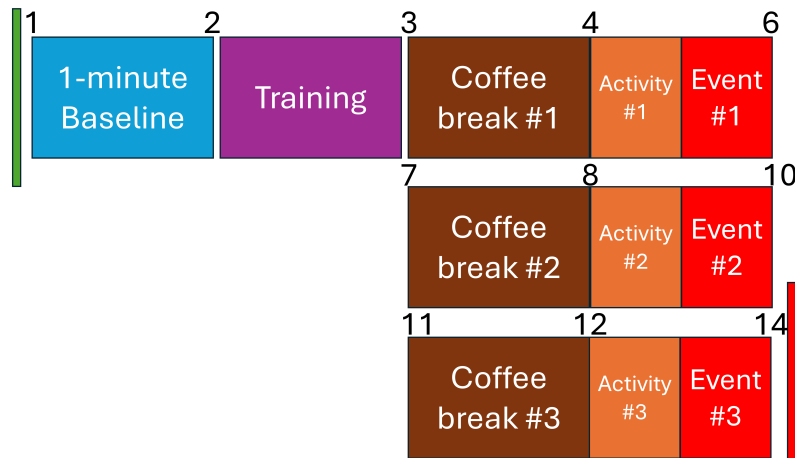 1 2 3 4 6
1-minute
Baseline
Training
Coffee
break #1
Activity
#1
Event
#1
7 8 10
Coffee
break #2
Activity
#2
Event
#2
11 12 14
Coffee
break #3
Activity
#3
Event
#3